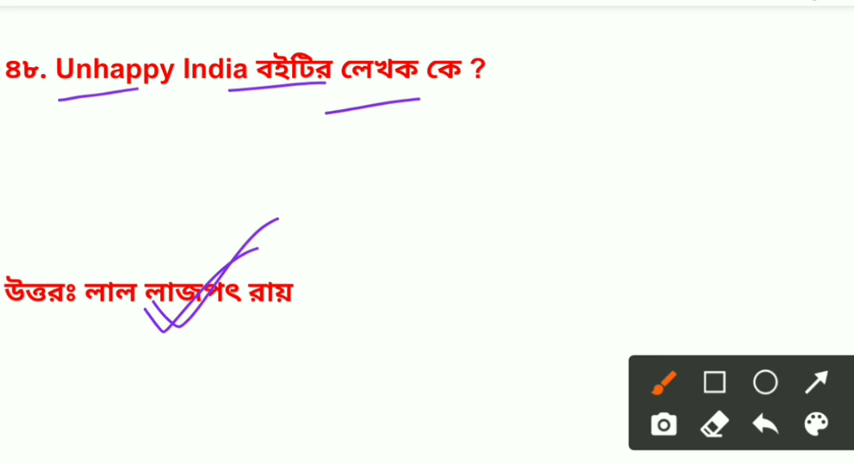 ৪৮. Unhappy India বইটির লেখক কে ?
উত্তরঃ লাল লাজপৎ রায়